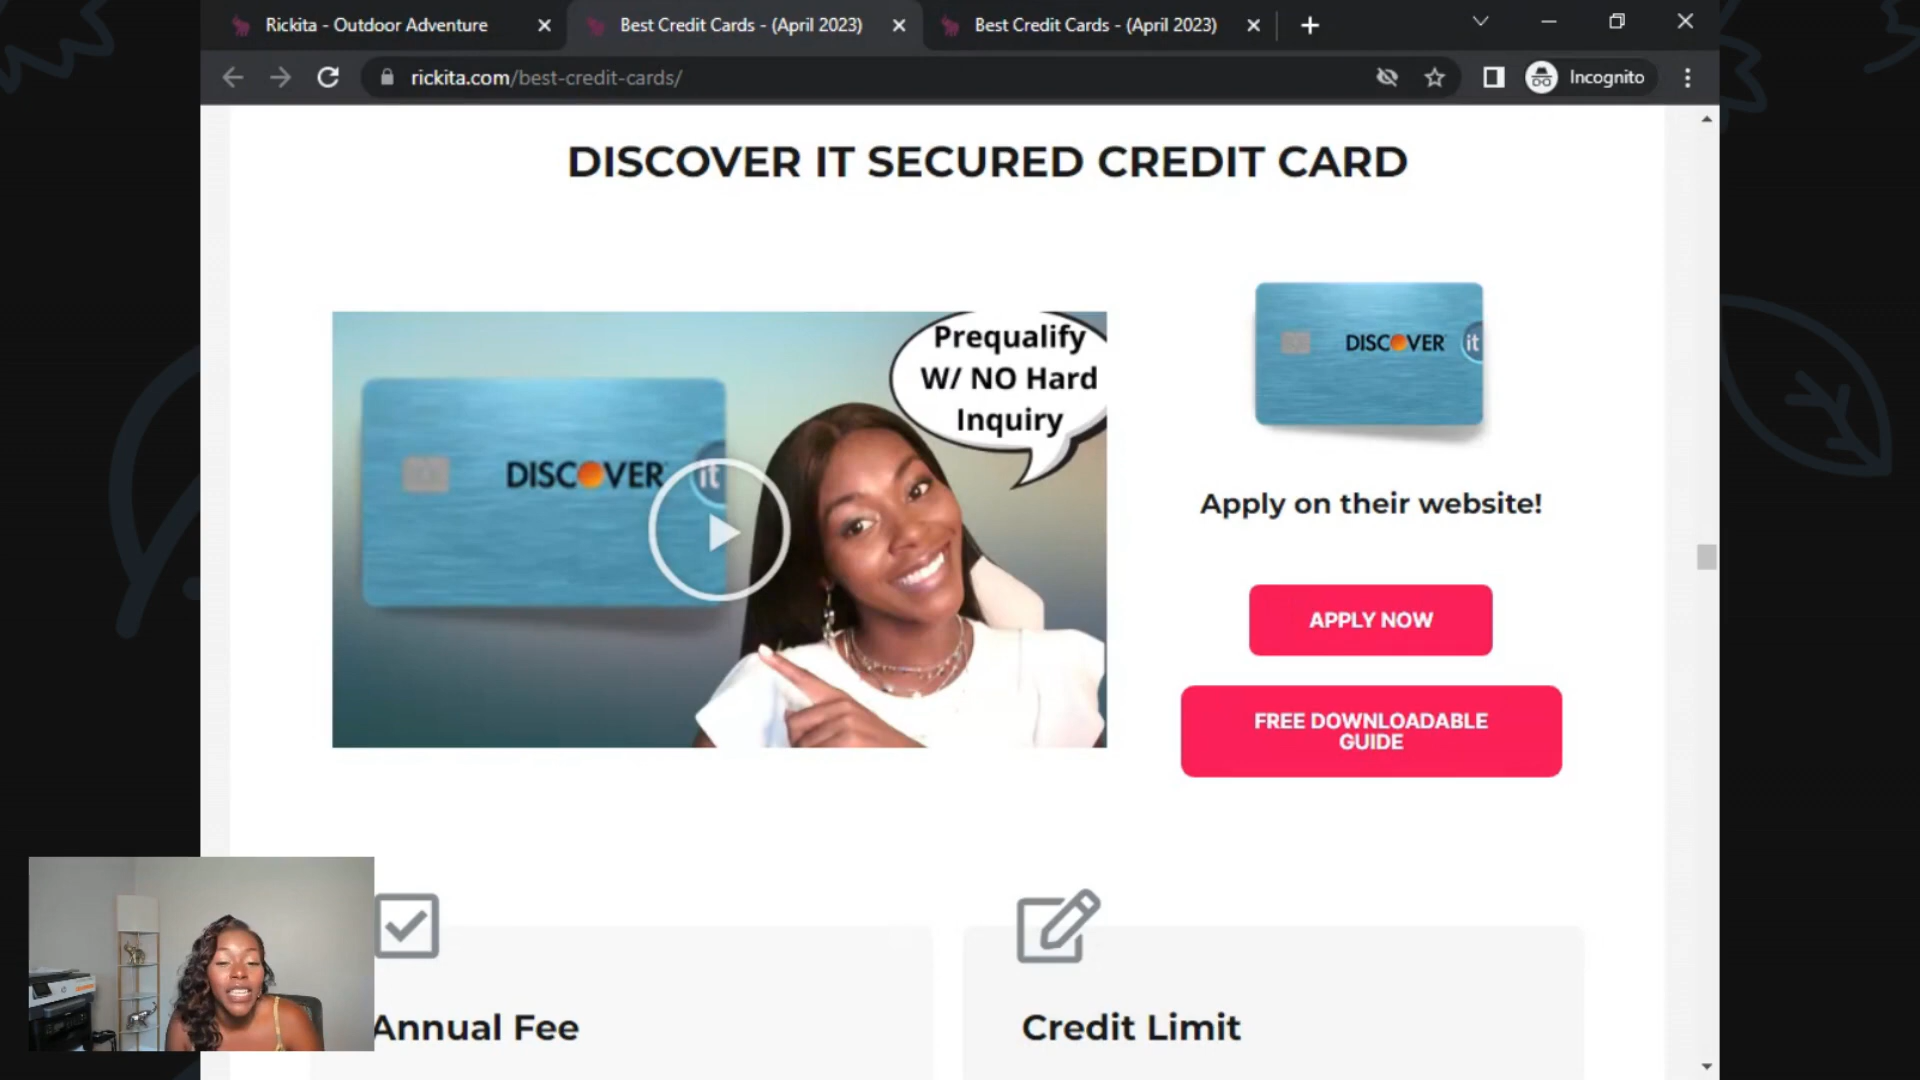 Rickita - Outdoor Adventure
Best Credit Cards - (April 2023)
Best Credit Cards - (April 2023)
rickita.com/best-credit-cards/
Incognito
DISCOVER IT SECURED CREDIT CARD
Prequalify
W/ NO Hard
Inquiry
DISCOVER
it
DISCOVER
it
Apply on their website!
APPLY NOW
FREE DOWNLOADABLE
GUIDE
Annual Fee
Credit Limit